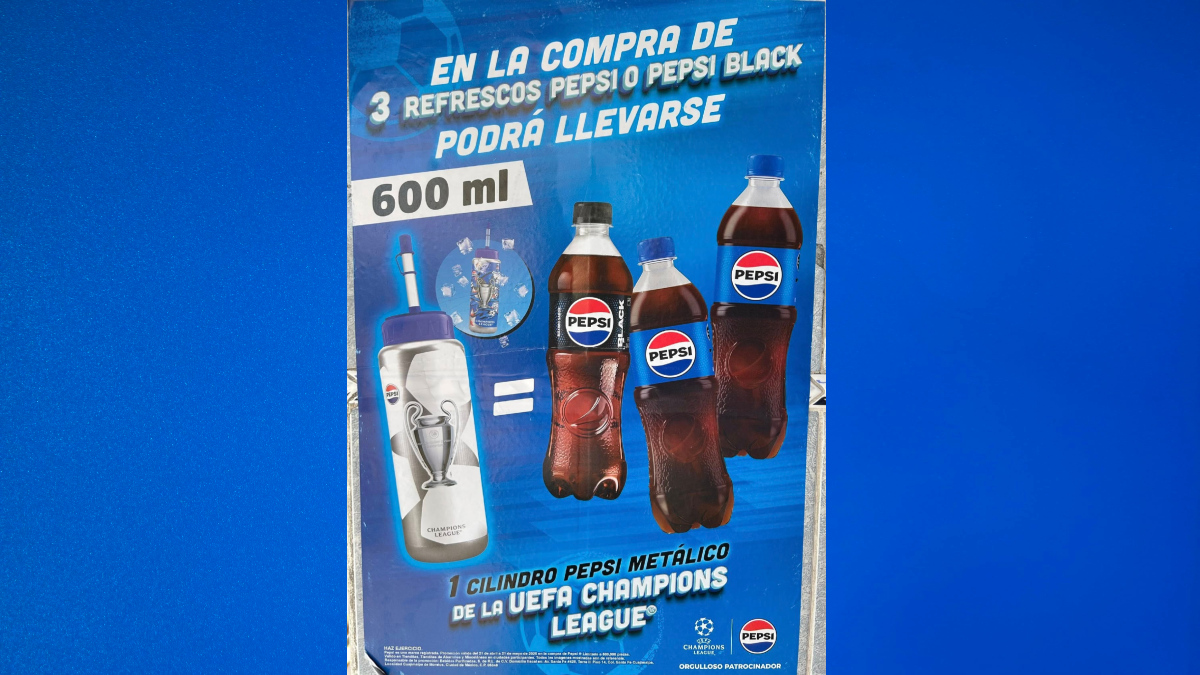 EN LA COMPRA DE
3 REFRESCOS PEPSI O PEPSI BLACK
PODRÁ LLEVARSE
600 ml
PEPSI
PEPSI
BLACK
PEPSI
PEPSI
CHAMPIONS
LEAGUE
1 CILINDRO PEPSI METÁLICO
DE LA UEFA CHAMPIONS
LEAGUE®
HAZ EJERCICIO
CHAMPIONS
LEAGUE
PEPSI
ORGULLOSO PATROCINADOR